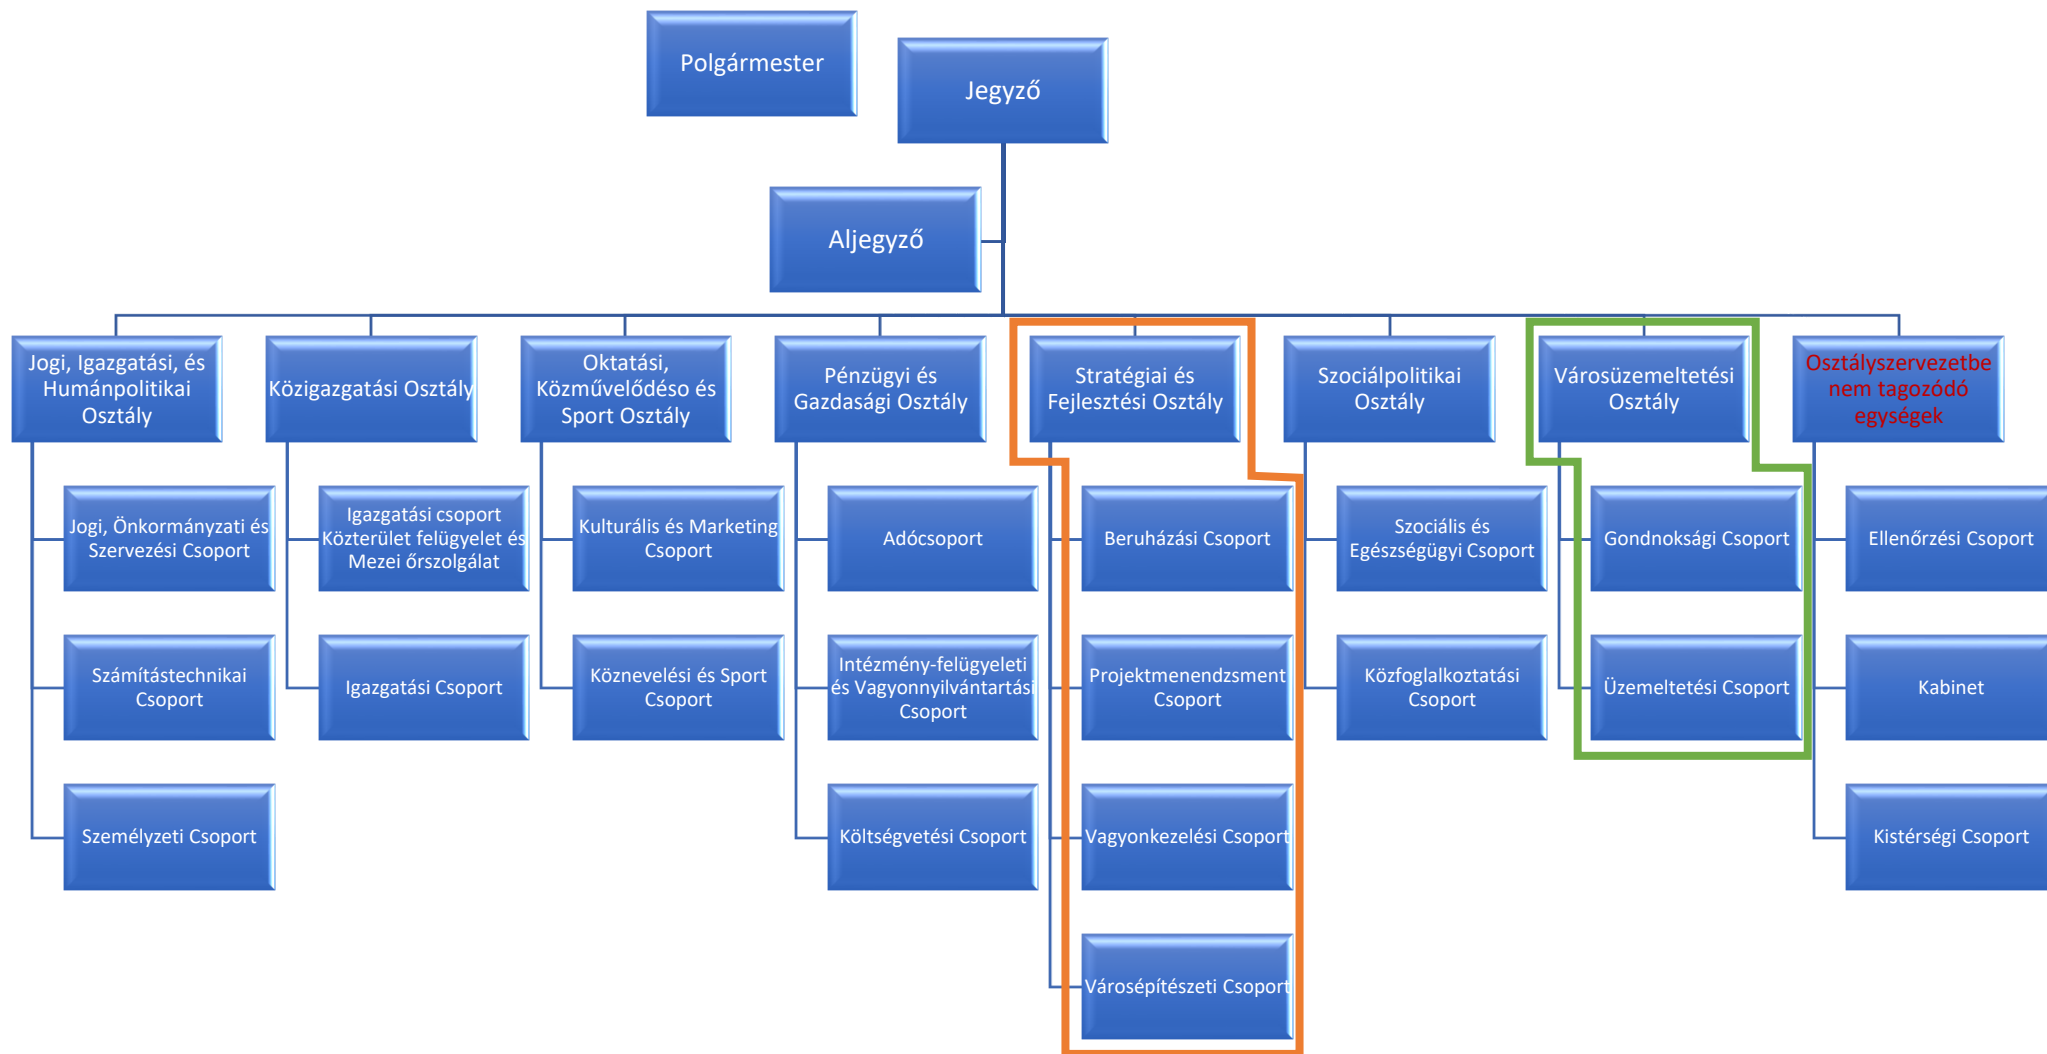 Polgármester
Jegyző
Aljegyző
Jogi, Igazgatási, és
Humánpolitikai
Osztály
Közigazgatási Osztály
Oktatási,
Közművelődéso és
Sport Osztály
Pénzügyi és
Gazdasági Osztály
Stratégiai és
Fejlesztési Osztály
Szociálpolitikai
Osztály
Városüzemeltetési
Osztály
Osztályszervezetbe
nem tagozódó
egységek
Jogi, Önkormányzati és
Szervezési Csoport
Igazgatási csoport
Közterület felügyelet és
Mezei őrszolgálat
Kulturális és Marketing
Csoport
Adócsoport
Beruházási Csoport
Szociális és
Egészségügyi Csoport
Gondnoksági Csoport
Ellenőrzési Csoport
Számítástechnikai
Csoport
Igazgatási Csoport
Köznevelési és Sport
Csoport
Intézmény-felügyeleti
és Vagyonnyilvántartási
Csoport
Projektmenendzsment
Csoport
Közfoglalkoztatási
Csoport
Üzemeltetési Csoport
Kabinet
Személyzeti Csoport
Költségvetési Csoport
Vagyonkezelési Csoport
Kistérségi Csoport
Városépítészeti Csoport